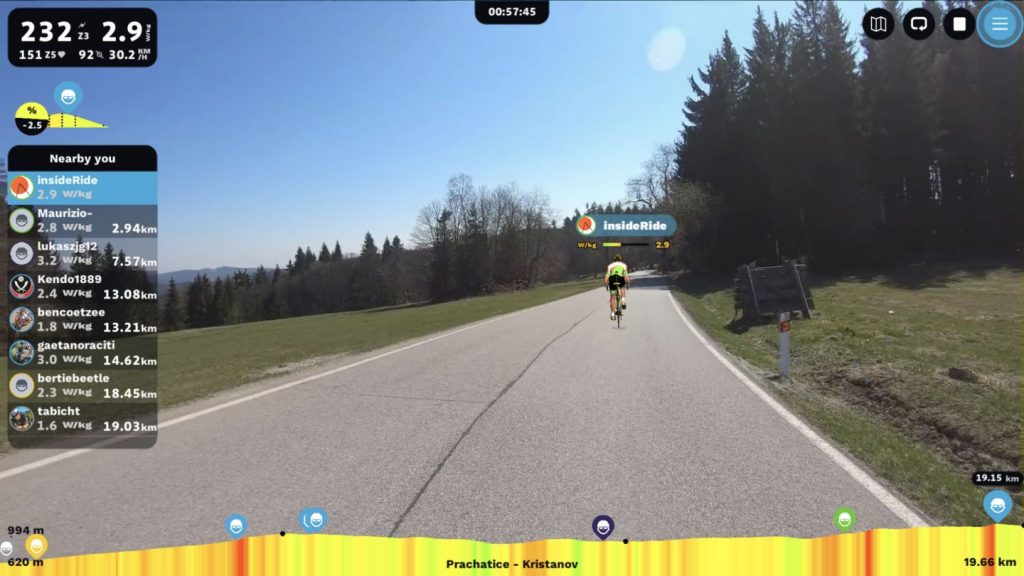 00:57:45
232 Z3 2.9 W/kg
151 Z5 92 30.2 KM/H
%
-2.5
Nearby you
insideRide
2.9 W/kg
Maurizio-
2.8 W/kg 2.94km
lukaszjg12
3.2 W/kg 7.57km
Kendo1889
2.4 W/kg 13.08km
bencoetzee
1.8 W/kg 13.21km
gaetanoraciti
3.0 W/kg 14.62km
bertiebeetle
2.3 W/kg 18.45km
tabicht
1.6 W/kg 19.03km
insideRide
W/kg 2.9
19.15 km
994 m
620 m
Prachatice - Kristanov
19.66 km